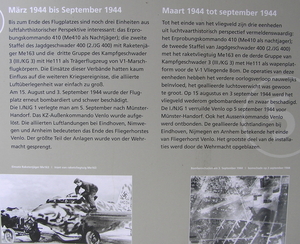 März 1944 bis September 1944
Bis zum Ende des Flugplatzes sind noch drei Einheiten aus
luftfahrthistorischer Perspektive interessant: das Erpro-
bungskommando 410 (Me410 als Nachtjäger); die zweite
Staffel des Jagdgeschwader 400 (2./JG 400) mit Raketenjä-
ger Me163 und die dritte Gruppe des Kampfgeschwader
3 (III./KG 3) mit He111 als Trägerflugzeug von V1-Marsch-
Flugkörpern. Die Einsätze dieser Verbände hatten kaum
Einfluss auf die weiteren Kriegsereignisse, die alliierte
Luftüberlegenheit war einfach zu groß.
Am 15. August und 3. September 1944 wurde der Flug-
platz erneut bombardiert und schwer beschädigt.
Die I/NJG 1 verlegte man am 5. September nach Münster-
Handorf. Das KZ-Außenkommando Venlo wurde aufge-
löst. Die alliierten Luftlandungen bei Eindhoven, Nimwe-
gen und Arnheim bedeuteten das Ende des Fliegerhorstes
Venlo. Der größte Teil der Anlagen wurde von der Wehr-
macht gesprengt.
Maart 1944 tot september 1944
Tot het einde van het vliegveld zijn drie eenheden
uit luchtvaarthistorisch perspectief vermeldenswaardig:
het Erprobungskommando 410 (Me410 als nachtjager);
de tweede Staffel van Jagdgeschwader 400 (2./JG 400)
met het raketvliegtuig Me163 en de derde Gruppe van
Kampfgeschwader 3 (III./KG 3) met He111 als wapenplat-
form voor de V-1 Vliegende Bom. De operaties van deze
eenheden hebben het verdere oorlogsverloop nauwelijks
beïnvloed, het geallieerde luchtoverwicht was gewoon
te groot. Op 15 augustus en 3 september 1944 werd het
vliegveld wederom gebombardeerd en zwaar beschadigd.
De I/NJG 1 vertrekt Venlo op 5 september 1944 over
Münster-Handorf. Ook het Aussenkommando Venlo
werd ontbonden. De geallieerde luchtlandingen bij
Eindhoven, Nijmegen en Arnhem betekenden het einde
van Fliegerhorst Venlo. Het grootste deel van de installa-
ties werd door de Wehrmacht opgeblazen.